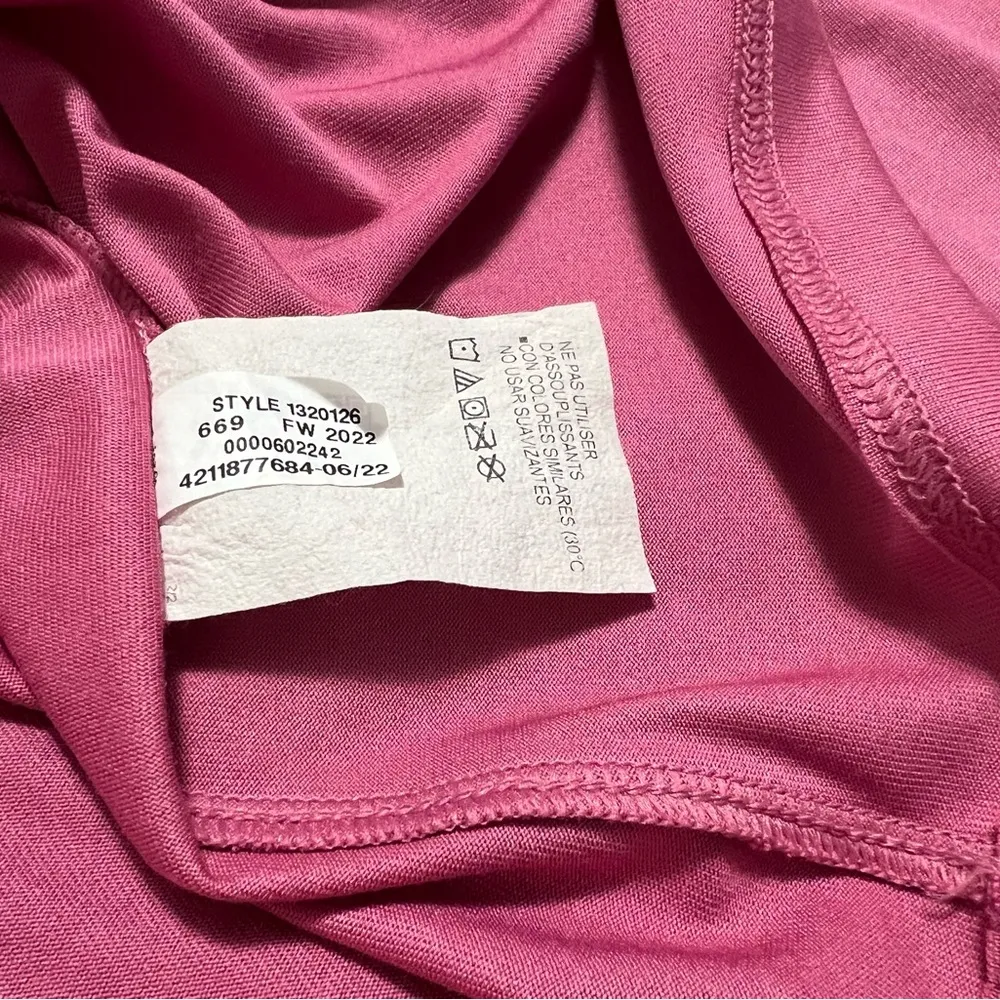 STYLE 1320126
669 FW 2022
0000602242
4211877684-06/22
NE PAS UTILISER
D'ASSOUPLISSANTS
■CON COLORES SIMILARES (30°C
NO USAR SUAVIZANTES